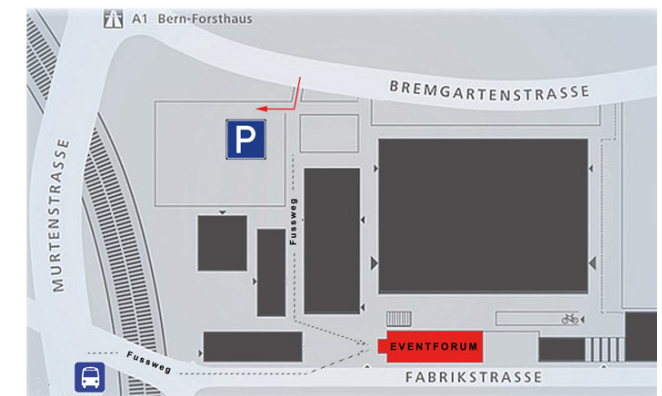 A1 Bern-Forsthaus
BREMGARTENSTRASSE
P
MURTENSTRASSE
Fussweg
EVENTFORUM
Fussweg
FABRIKSTRASSE